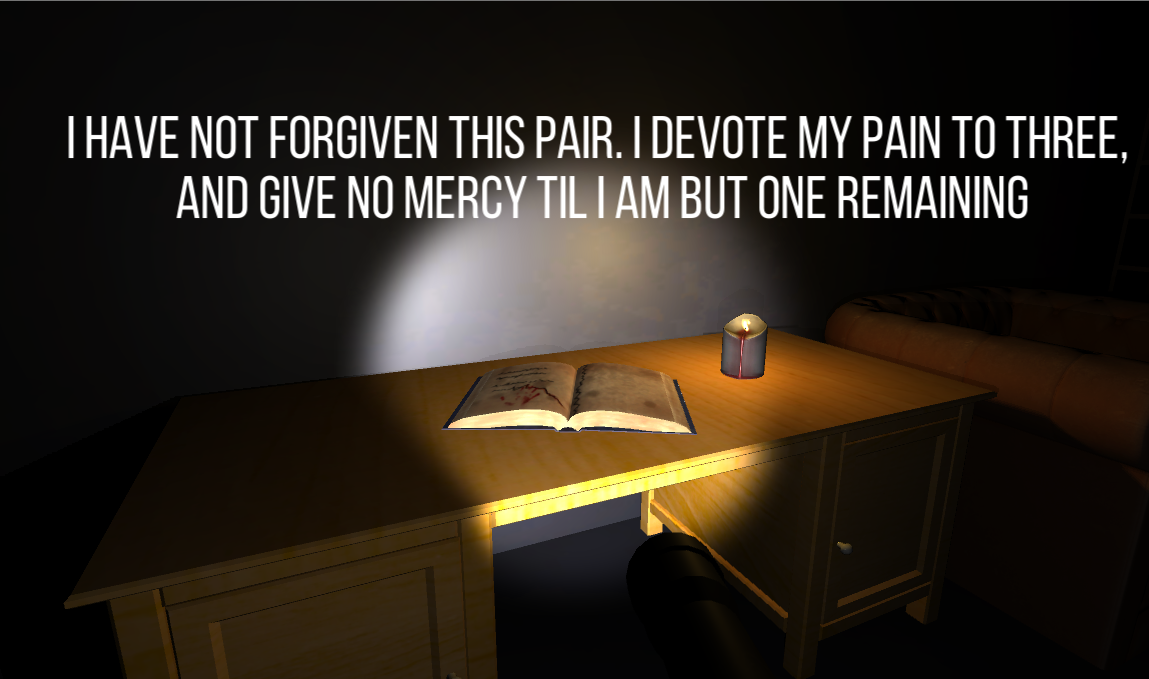 I HAVE NOT FORGIVEN THIS PAIR. I DEVOTE MY PAIN TO THREE,
AND GIVE NO MERCY TIL I AM BUT ONE REMAINING